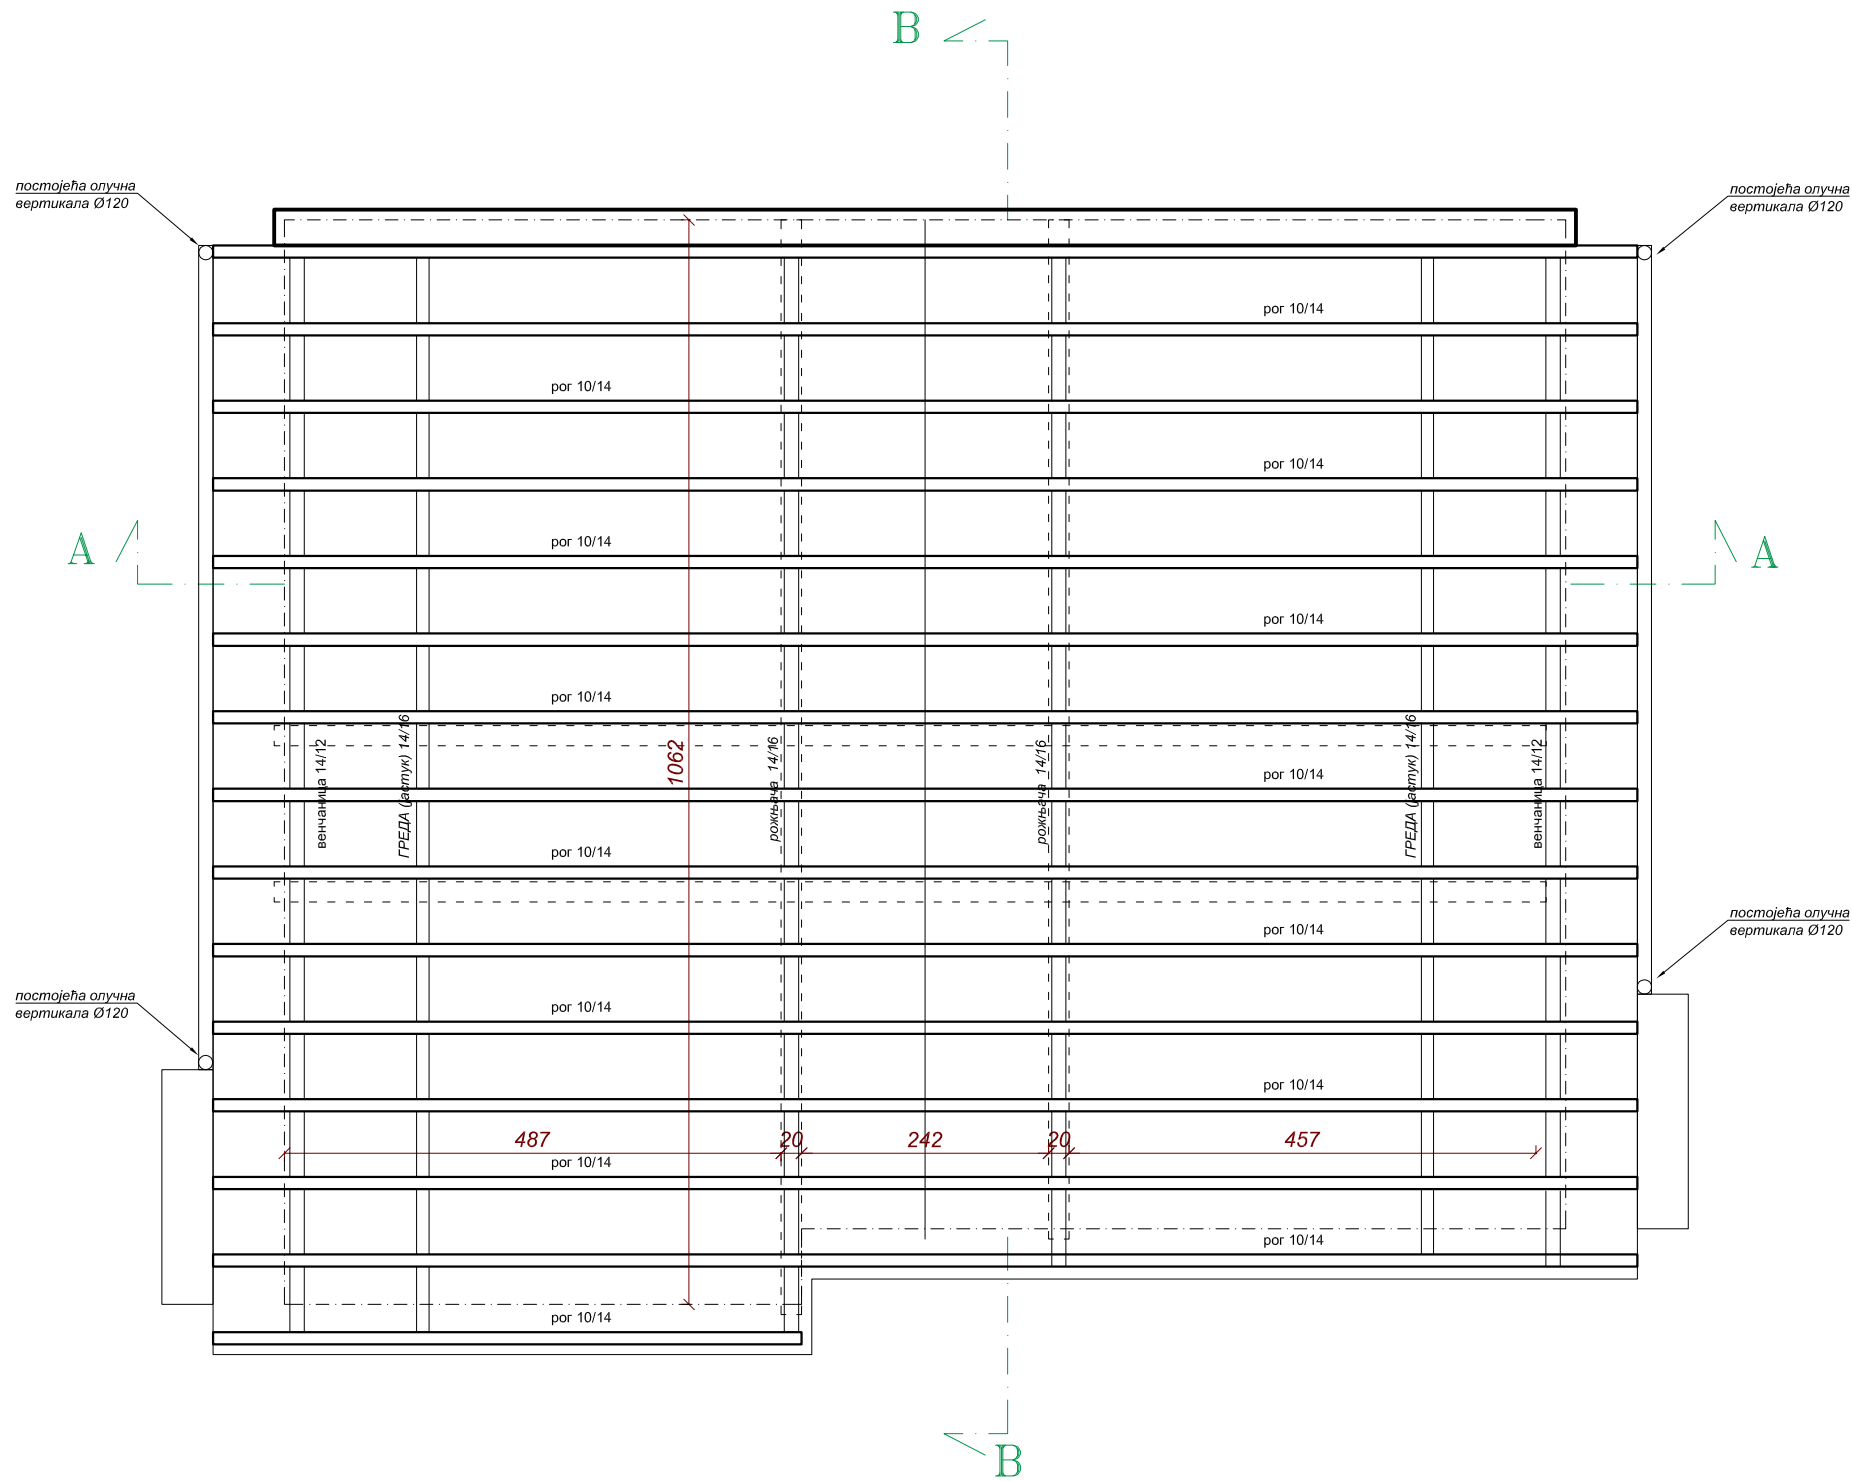 B
постојећа олучна
вертикала Ø120
постојећа олучна
вертикала Ø120
рог 10/14
рог 10/14
рог 10/14
A
рог 10/14
A
рог 10/14
рог 10/14
венчаница 14/12
ГРЕДА (јастук) 14/16
1062
рожњача 14/16
рожњача 14/16
рог 10/14
ГРЕДА (јастук) 14/16
венчаница 14/12
рог 10/14
постојећа олучна
вертикала Ø120
рог 10/14
постојећа олучна
вертикала Ø120
рог 10/14
рог 10/14
487
20
242
20
457
рог 10/14
рог 10/14
рог 10/14
B